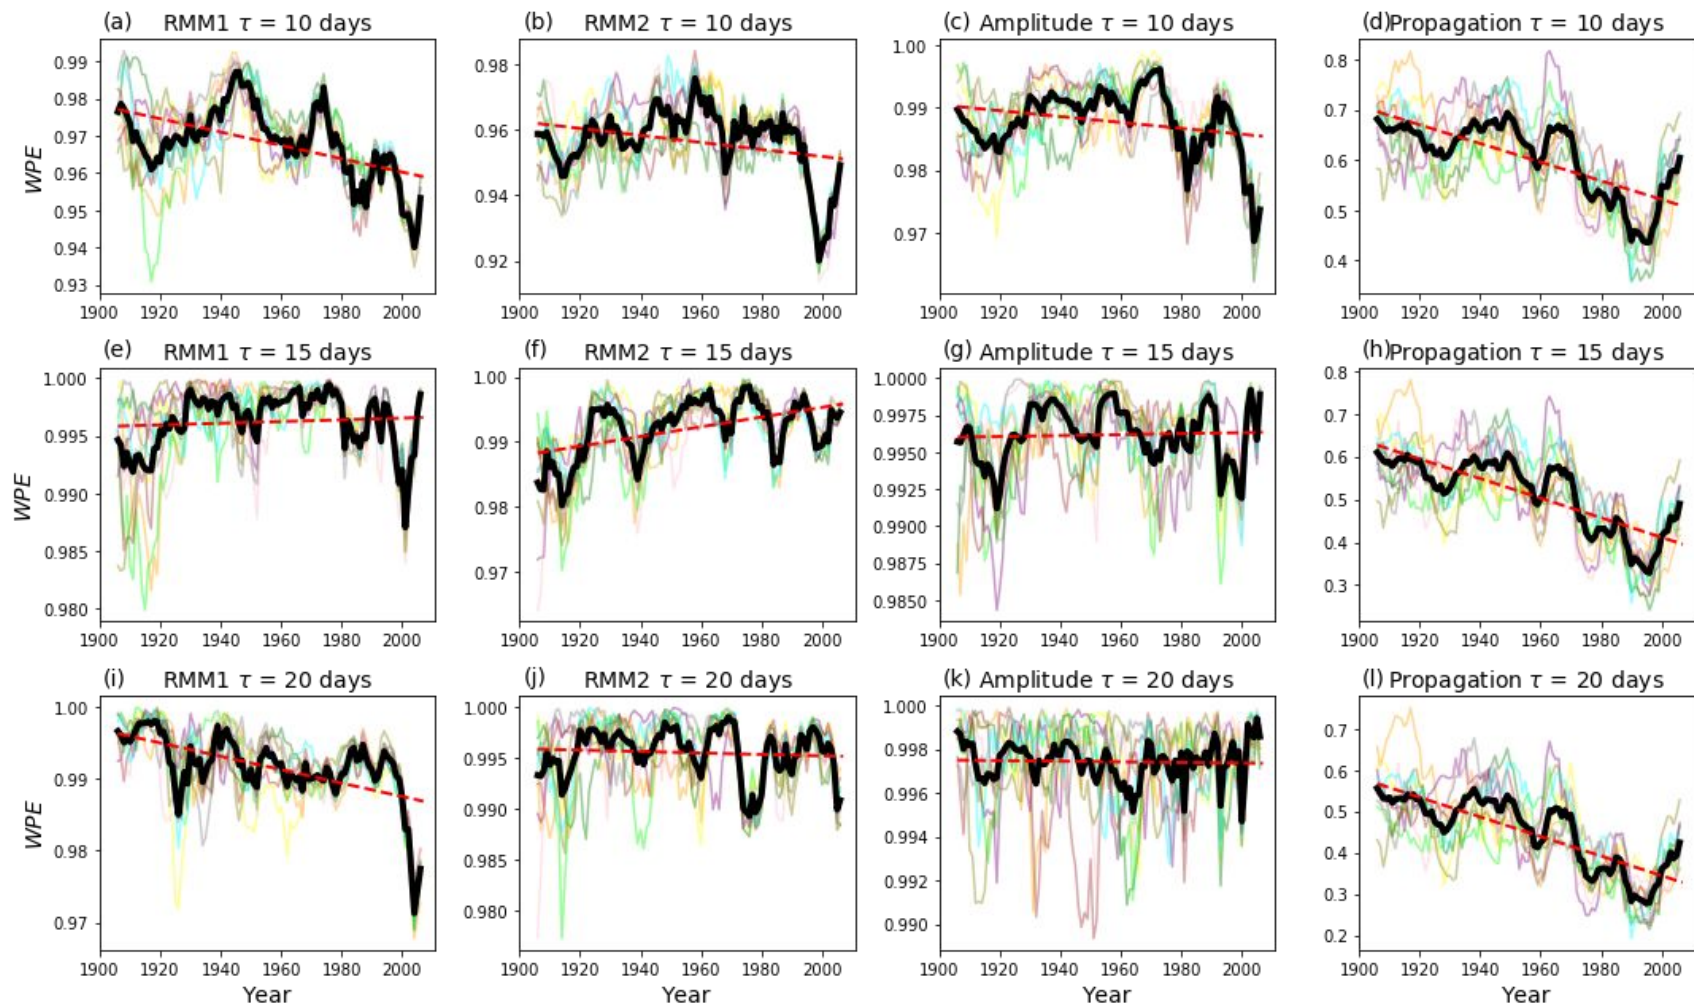 (a) RMM1 τ = 10 days
(b) RMM2 τ = 10 days
(c) Amplitude τ = 10 days
(d)Propagation τ = 10 days
WPE
0.99
0.98
0.97
0.96
0.95
0.94
0.93
1900 1920 1940 1960 1980 2000
0.98
0.96
0.94
0.92
1900 1920 1940 1960 1980 2000
1.00
0.99
0.98
0.97
1900 1920 1940 1960 1980 2000
0.8
0.7
0.6
0.5
0.4
1900 1920 1940 1960 1980 2000
(e) RMM1 τ = 15 days
(f) RMM2 τ = 15 days
(g) Amplitude τ = 15 days
(h)Propagation τ = 15 days
WPE
1.000
0.995
0.990
0.985
0.980
1900 1920 1940 1960 1980 2000
1.00
0.99
0.98
0.97
1900 1920 1940 1960 1980 2000
1.0000
0.9975
0.9950
0.9925
0.9900
0.9875
0.9850
1900 1920 1940 1960 1980 2000
0.8
0.7
0.6
0.5
0.4
0.3
1900 1920 1940 1960 1980 2000
(i) RMM1 τ = 20 days
(j) RMM2 τ = 20 days
(k) Amplitude τ = 20 days
(l) Propagation τ = 20 days
WPE
1.00
0.99
0.98
0.97
1900 1920 1940 1960 1980 2000
Year
1.000
0.995
0.990
0.985
0.980
1900 1920 1940 1960 1980 2000
Year
1.000
0.998
0.996
0.994
0.992
0.990
1900 1920 1940 1960 1980 2000
Year
0.7
0.6
0.5
0.4
0.3
0.2
1900 1920 1940 1960 1980 2000
Year